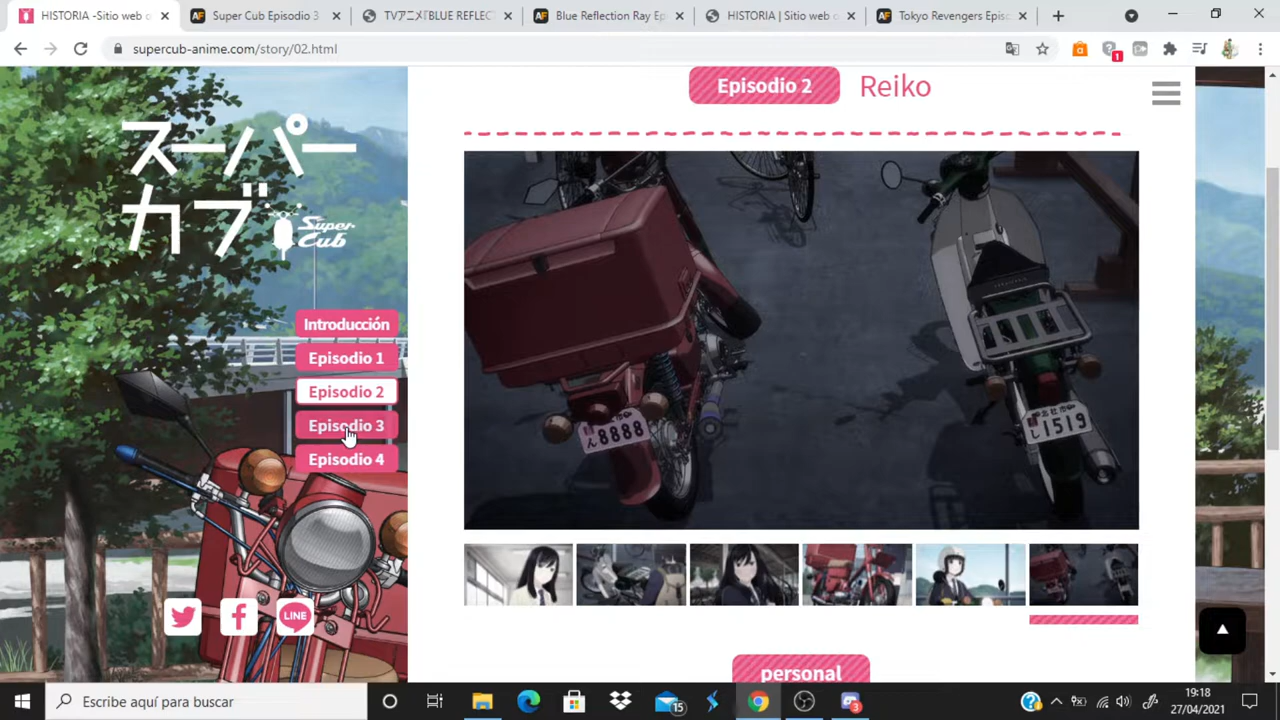 HISTORIA -Sitio web o
Super Cub Episodio 3
TVアニメ「BLUE REFLEC
Blue Reflection Ray Ep
HISTORIA | Sitio web o
Tokyo Revengers Epis
supercub-anime.com/story/02.html
1
スーパー
カブ
Super
Cub
Introducción
Episodio 1
Episodio 2
Episodio 3
Episodio 4
LINE
Episodio 2 Reiko
8888
1519
personal
Escribe aquí para buscar
15
3
19:18
27/04/2021